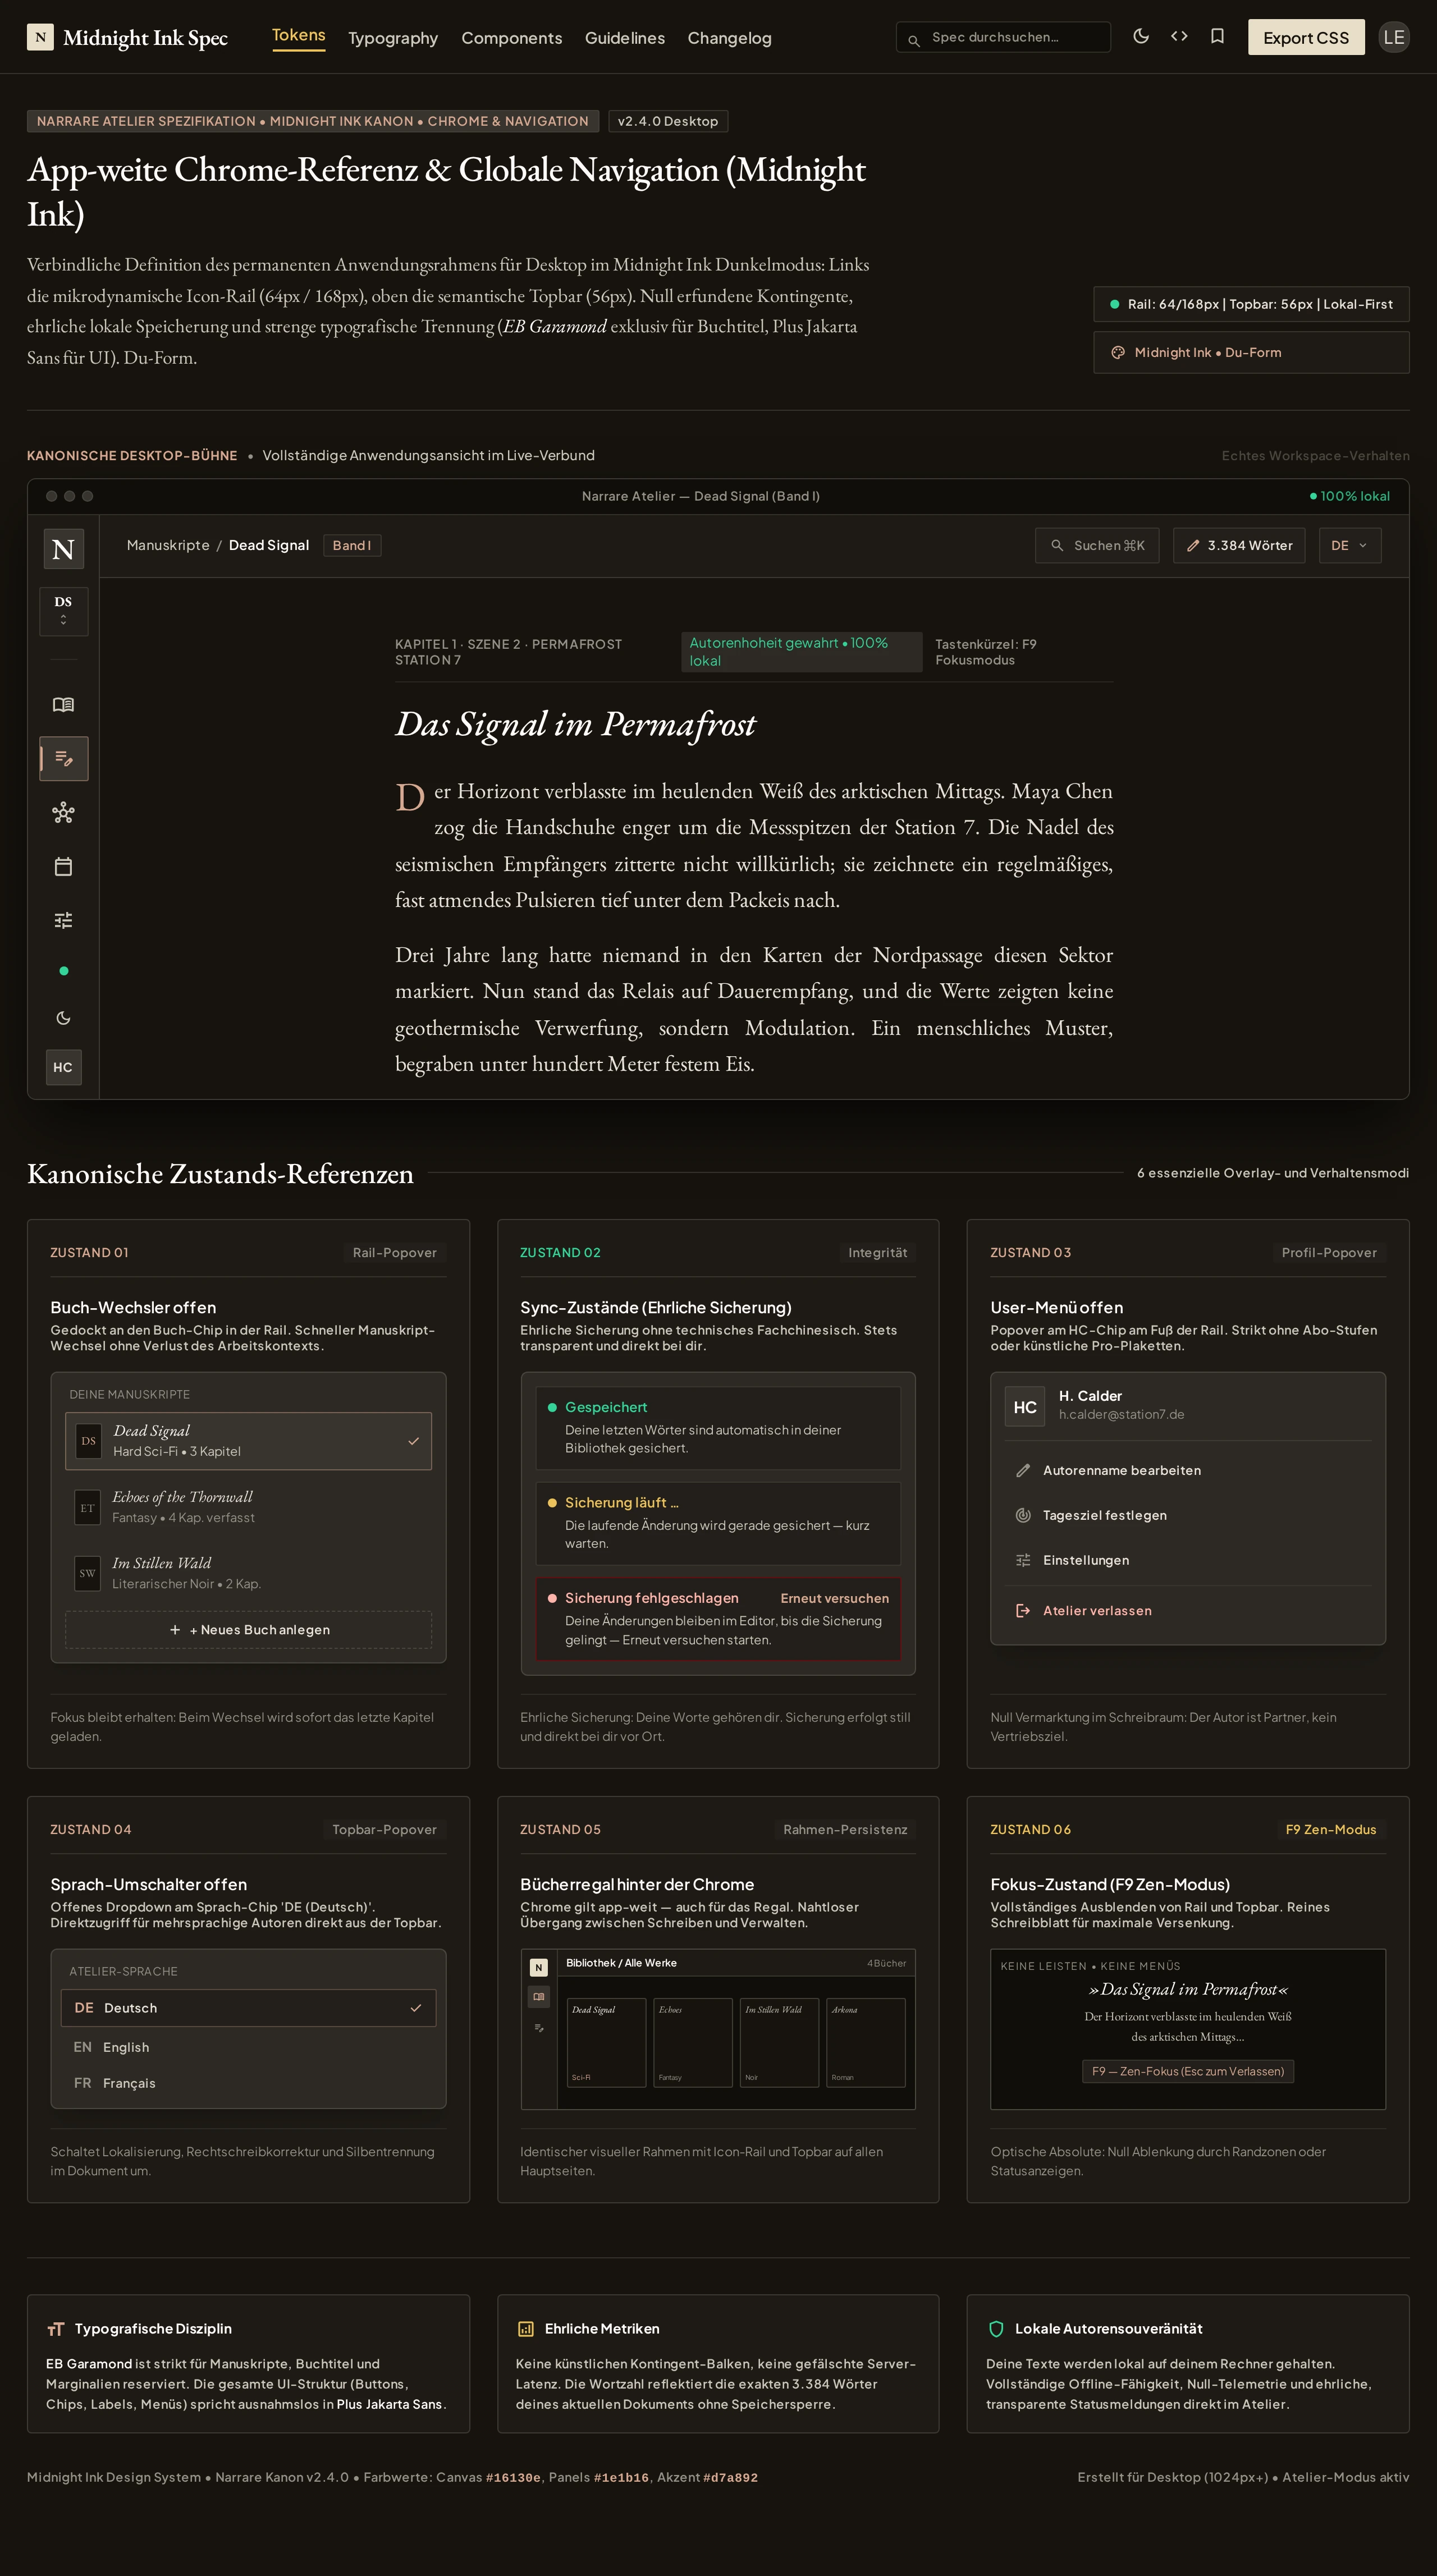 N Midnight Ink Spec Tokens Typography Components Guidelines Changelog Spec durchsuchen... Export CSS LE
NARRARE ATELIER SPEZIFIKATION • MIDNIGHT INK KANON • CHROME & NAVIGATION v2.4.0 Desktop
App-weite Chrome-Referenz & Globale Navigation (Midnight
Ink)
Verbindliche Definition des permanenten Anwendungsrahmens für Desktop im Midnight Ink Dunkelmodus: Links
die mikrodynamische Icon-Rail (64px / 168px), oben die semantische Topbar (56px). Null erfundene Kontingente,
ehrliche lokale Speicherung und strenge typografische Trennung (EB Garamond exklusiv für Buchtitel, Plus Jakarta
Sans für UI). Du-Form.
Rail: 64/168px | Topbar: 56px | Lokal-First
Midnight Ink • Du-Form
KANONISCHE DESKTOP-BÜHNE • Vollständige Anwendungsansicht im Live-Verbund Echtes Workspace-Verhalten
Narrare Atelier — Dead Signal (Band I) 100% lokal
N Manuskripte / Dead Signal Band I Suchen ⌘K 3.384 Wörter DE
DS
KAPITEL 1 · SZENE 2 · PERMAFROST
STATION 7
Autorenhoheit gewahrt • 100%
lokal
Tastenkürzel: F9
Fokusmodus
Das Signal im Permafrost
Der Horizont verblasste im heulenden Weiß des arktischen Mittags. Maya Chen
zog die Handschuhe enger um die Messspitzen der Station 7. Die Nadel des
seismischen Empfängers zitterte nicht willkürlich; sie zeichnete ein regelmäßiges,
fast atmendes Pulsieren tief unter dem Packeis nach.
Drei Jahre lang hatte niemand in den Karten der Nordpassage diesen Sektor
markiert. Nun stand das Relais auf Dauerempfang, und die Werte zeigten keine
geothermische Verwerfung, sondern Modulation. Ein menschliches Muster,
begraben unter hundert Meter festem Eis.
HC
Kanonische Zustands-Referenzen 6 essenzielle Overlay- und Verhaltensmodi
ZUSTAND 01 Rail-Popover
Buch-Wechsler offen
Gedockt an den Buch-Chip in der Rail. Schneller Manuskript-
Wechsel ohne Verlust des Arbeitskontexts.
DEINE MANUSKRIPTE
DS Dead Signal
Hard Sci-Fi • 3 Kapitel
ET Echoes of the Thornwall
Fantasy • 4 Kap. verfasst
SW Im Stillen Wald
Literarischer Noir • 2 Kap.
+ Neues Buch anlegen
Fokus bleibt erhalten: Beim Wechsel wird sofort das letzte Kapitel
geladen.
ZUSTAND 02 Integrität
Sync-Zustände (Ehrliche Sicherung)
Ehrliche Sicherung ohne technisches Fachchinesisch. Stets
transparent und direkt bei dir.
Gespeichert
Deine letzten Wörter sind automatisch in deiner
Bibliothek gesichert.
Sicherung läuft …
Die laufende Änderung wird gerade gesichert — kurz
warten.
Sicherung fehlgeschlagen Erneut versuchen
Deine Änderungen bleiben im Editor, bis die Sicherung
gelingt — Erneut versuchen starten.
Ehrliche Sicherung: Deine Worte gehören dir. Sicherung erfolgt still
und direkt bei dir vor Ort.
ZUSTAND 03 Profil-Popover
User-Menü offen
Popover am HC-Chip am Fuß der Rail. Strikt ohne Abo-Stufen
oder künstliche Pro-Plaketten.
HC H. Calder
h.calder@station7.de
Autorenname bearbeiten
Tagesziel festlegen
Einstellungen
Atelier verlassen
Null Vermarktung im Schreibraum: Der Autor ist Partner, kein
Vertriebsziel.
ZUSTAND 04 Topbar-Popover
Sprach-Umschalter offen
Offenes Dropdown am Sprach-Chip 'DE (Deutsch)'.
Direktzugriff für mehrsprachige Autoren direkt aus der Topbar.
ATELIER-SPRACHE
DE Deutsch
EN English
FR Français
Schaltet Lokalisierung, Rechtschreibkorrektur und Silbentrennung
im Dokument um.
ZUSTAND 05 Rahmen-Persistenz
Bücherregal hinter der Chrome
Chrome gilt app-weit — auch für das Regal. Nahtloser
Übergang zwischen Schreiben und Verwalten.
N Bibliothek / Alle Werke 4 Bücher
Dead Signal Echoes Im Stillen Wald Arkona
Sci-Fi Fantasy Noir Roman
Identischer visueller Rahmen mit Icon-Rail und Topbar auf allen
Hauptseiten.
ZUSTAND 06 F9 Zen-Modus
Fokus-Zustand (F9 Zen-Modus)
Vollständiges Ausblenden von Rail und Topbar. Reines
Schreibblatt für maximale Versenkung.
KEINE LEISTEN • KEINE MENÜS
»Das Signal im Permafrost«
Der Horizont verblasste im heulenden Weiß
des arktischen Mittags...
F9 — Zen-Fokus (Esc zum Verlassen)
Optische Absolute: Null Ablenkung durch Randzonen oder
Statusanzeigen.
Typografische Disziplin
EB Garamond ist strikt für Manuskripte, Buchtitel und
Marginalien reserviert. Die gesamte UI-Struktur (Buttons,
Chips, Labels, Menüs) spricht ausnahmslos in Plus Jakarta Sans.
Ehrliche Metriken
Keine künstlichen Kontingent-Balken, keine gefälschte Server-
Latenz. Die Wortzahl reflektiert die exakten 3.384 Wörter
deines aktuellen Dokuments ohne Speichersperre.
Lokale Autorensouveränität
Deine Texte werden lokal auf deinem Rechner gehalten.
Vollständige Offline-Fähigkeit, Null-Telemetrie und ehrliche,
transparente Statusmeldungen direkt im Atelier.
Midnight Ink Design System • Narrare Kanon v2.4.0 • Farbwerte: Canvas #16130e, Panels #1e1b16, Akzent #d7a892 Erstellt für Desktop (1024px+) • Atelier-Modus aktiv